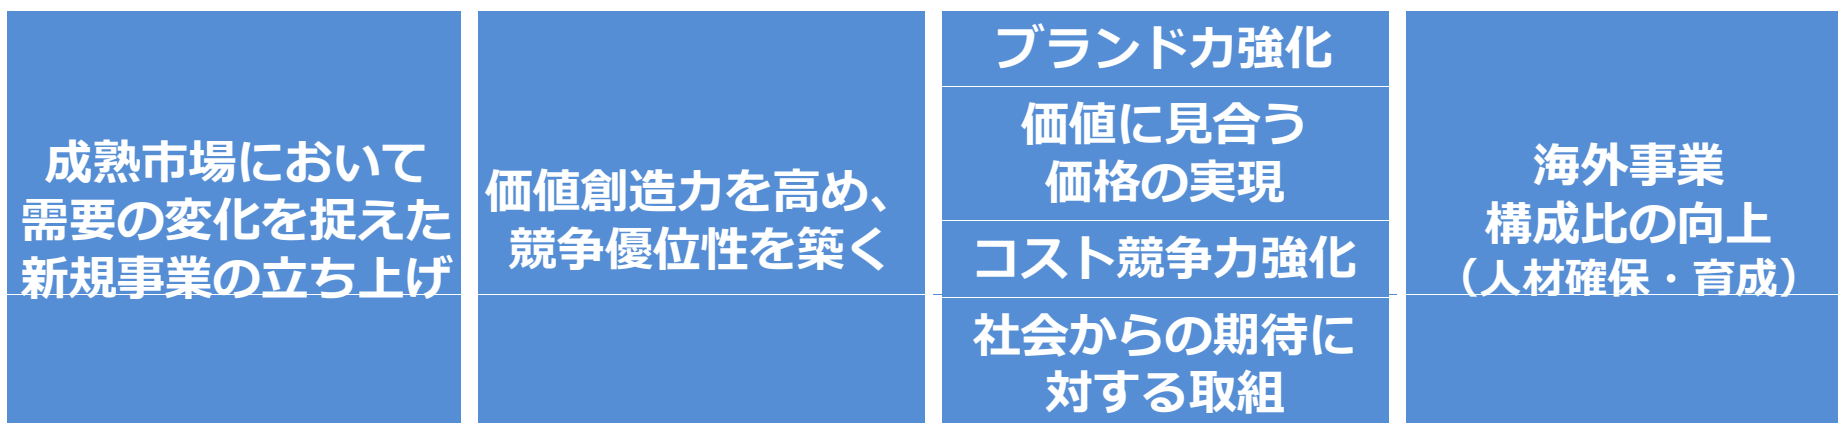 成熟市場において
需要の変化を捉えた
新規事業の立ち上げ
価値創造力を高め、
競争優位性を築く
ブランド力強化
価値に見合う
価格の実現
コスト競争力強化
社会からの期待に
対する取組
海外事業
構成比の向上
（人材確保・育成）